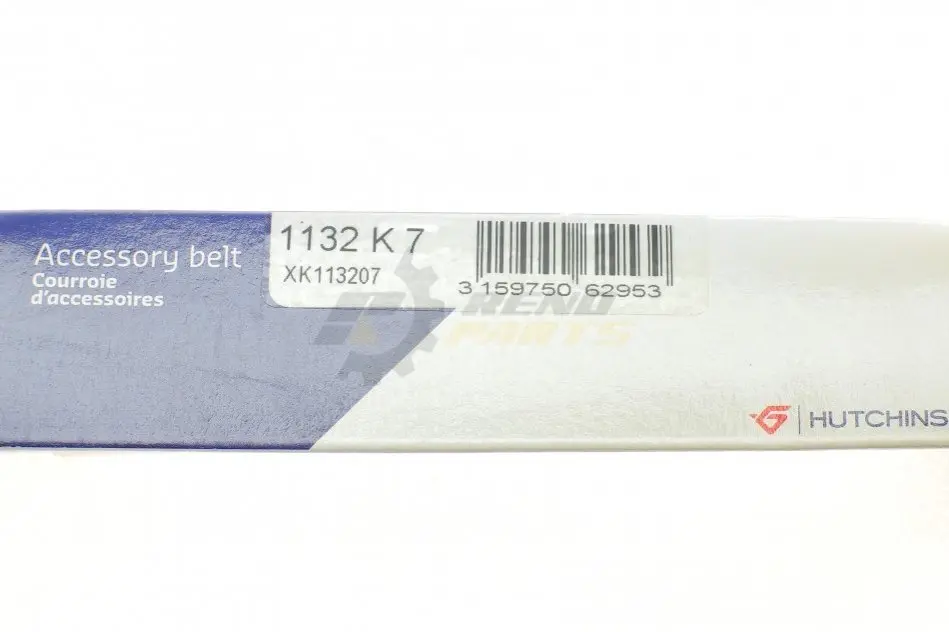 Accessory belt
Courroie
d'accessoires
1132 K 7
XK113207
3 159750 62953
RENO
PARTS
HUTCHINS